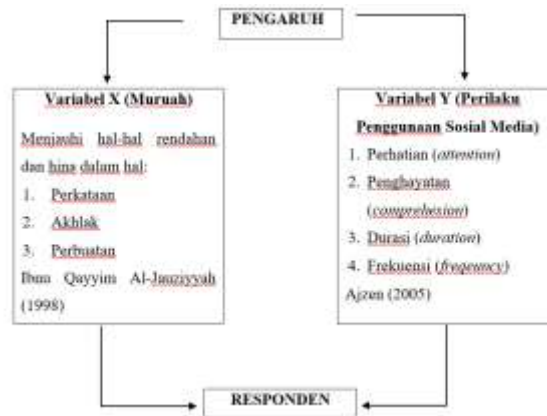 PENGARUH
Variabel X (Muruah)
Menjauhi hal-hal rendahan
dan hina dalam hal:
1. Perkataan
2. Akhlak
3. Perbuatan
Ibnu Qayyim Al-Jauziyyah
(1998)
Variabel Y (Perilaku
Penggunaan Sosial Media)
1. Perhatian (attention)
2. Penghayatan
(comprehesion)
3. Durasi (duration)
4. Frekuensi (freqeuncy)
Ajzen (2005)
RESPONDEN